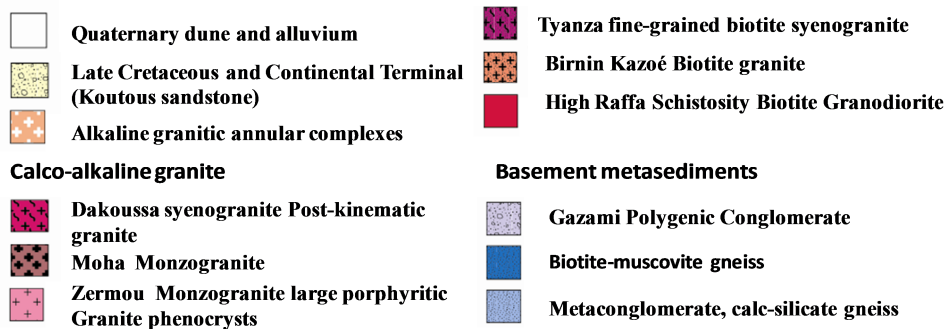 Quaternary dune and alluvium
Late Cretaceous and Continental Terminal
(Koutous sandstone)
Alkaline granitic annular complexes
Calco-alkaline granite
Dakoussa syenogranite Post-kinematic
granite
Moha Monzogranite
Zermou Monzogranite large porphyritic
Granite phenocrysts
Tyanza fine-grained biotite syenogranite
Birnin Kazoé Biotite granite
High Raffa Schistosity Biotite Granodiorite
Basement metasediments
Gazami Polygenic Conglomerate
Biotite-muscovite gneiss
Metaconglomerate, calc-silicate gneiss